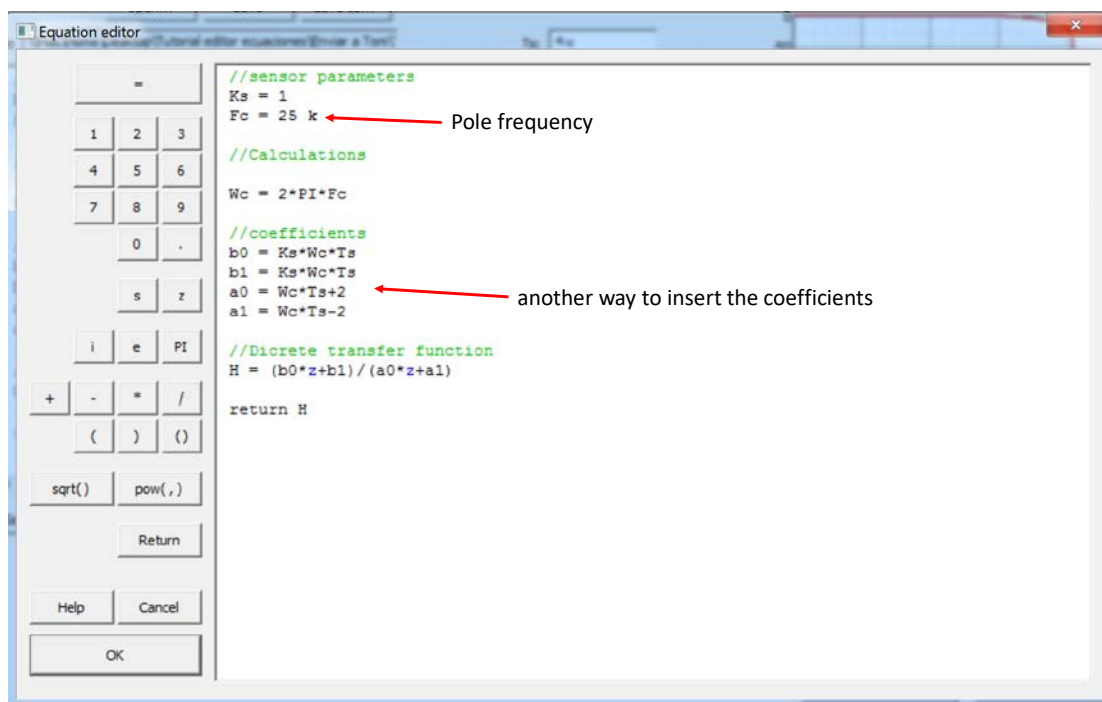 Equation editor
Ts:
=
1 2 3
4 5 6
7 8 9
0 .
s z
i e PI
+ - * /
( ) ()
sqrt() pow(,)
Return
Help Cancel
OK
//sensor parameters
Ks = 1
Fc = 25 k
Pole frequency
//Calculations
Wc = 2*PI*Fc
//coefficients
b0 = Ks*Wc*Ts
b1 = Ks*Wc*Ts
a0 = Wc*Ts+2
another way to insert the coefficients
a1 = Wc*Ts-2
//Dicrete transfer function
H = (b0*z+b1)/(a0*z+a1)
return H